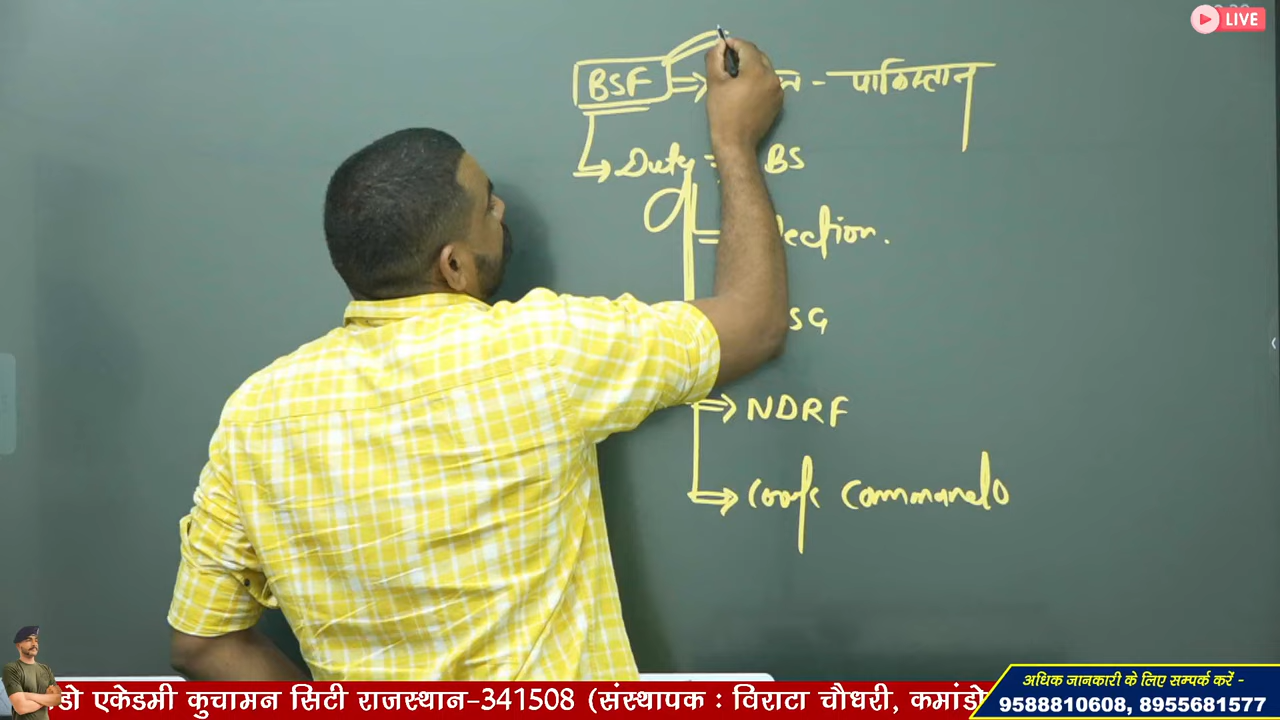 LIVE
BSF ⇒ - पाकिस्तान
Duty BS
lection.
SG
⇒ NDRF
⇒ commando
डो एकेडमी कुचामन सिटी राजस्थान-341508 (संस्थापक : विराटा चौधरी, कमांडो
अधिक जानकारी के लिए सम्पर्क करें -
9588810608, 8955681577